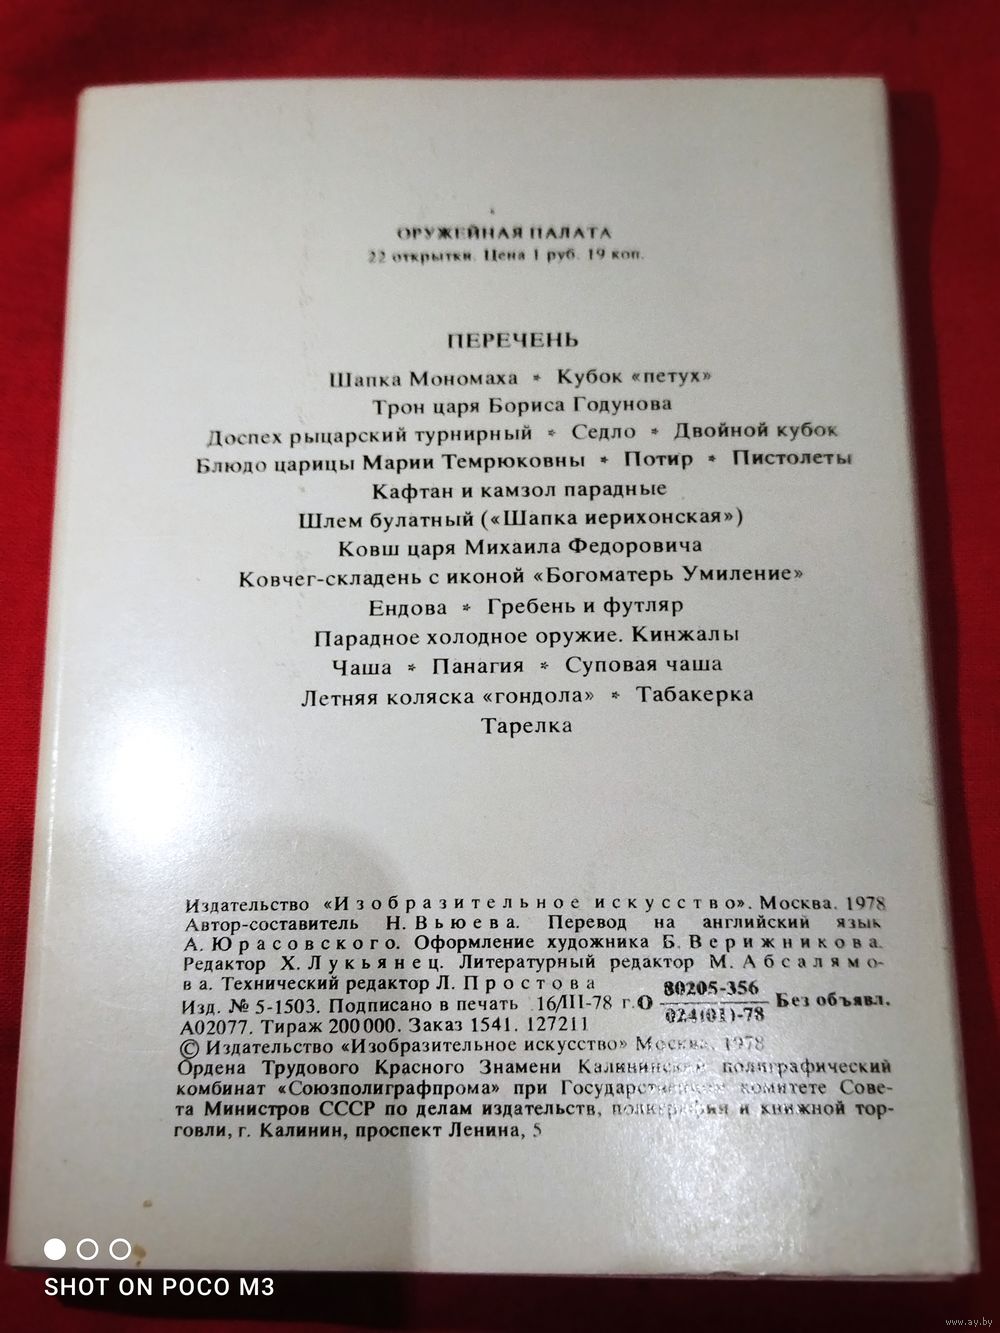 ОРУЖЕЙНАЯ ПАЛАТА
22 открытки. Цена 1 руб. 19 коп.
ПЕРЕЧЕНЬ
Шапка Мономаха * Кубок «петух»
Трон царя Бориса Годунова
Доспех рыцарский турнирный * Седло * Двойной кубок
Блюдо царицы Марии Темрюковны * Потир * Пистолеты
Кафтан и камзол парадные
Шлем булатный («Шапка иерихонская»)
Ковш царя Михаила Федоровича
Ковчег-складень с иконой «Богоматерь Умиление»
Ендова * Гребень и футляр
Парадное холодное оружие. Кинжалы
Чаша * Панагия * Суповая чаша
Летняя коляска «гондола» * Табакерка
Тарелка
Издательство «Изобразительное искусство». Москва. 1978
Автор-составитель Н. Вьюева. Перевод на английский язык
А. Юрасовского. Оформление художника Б. Верижникова.
Редактор Х. Лукьянец. Литературный редактор М. Абсалямо-
ва. Технический редактор Л. Простова
Изд. № 5-1503. Подписано в печать 16/III-78 г. О 80205-356 / 024(01)-78 Без объявл.
А02077. Тираж 200 000. Заказ 1541. 127211
© Издательство «Изобразительное искусство» Москва, 1978
Ордена Трудового Красного Знамени Калининский полиграфический
комбинат «Союзполиграфпрома» при Государственном комитете Сове-
та Министров СССР по делам издательств, полиграфии и книжной тор-
говли, г. Калинин, проспект Ленина, 5
SHOT ON POCO M3
www.ay.by